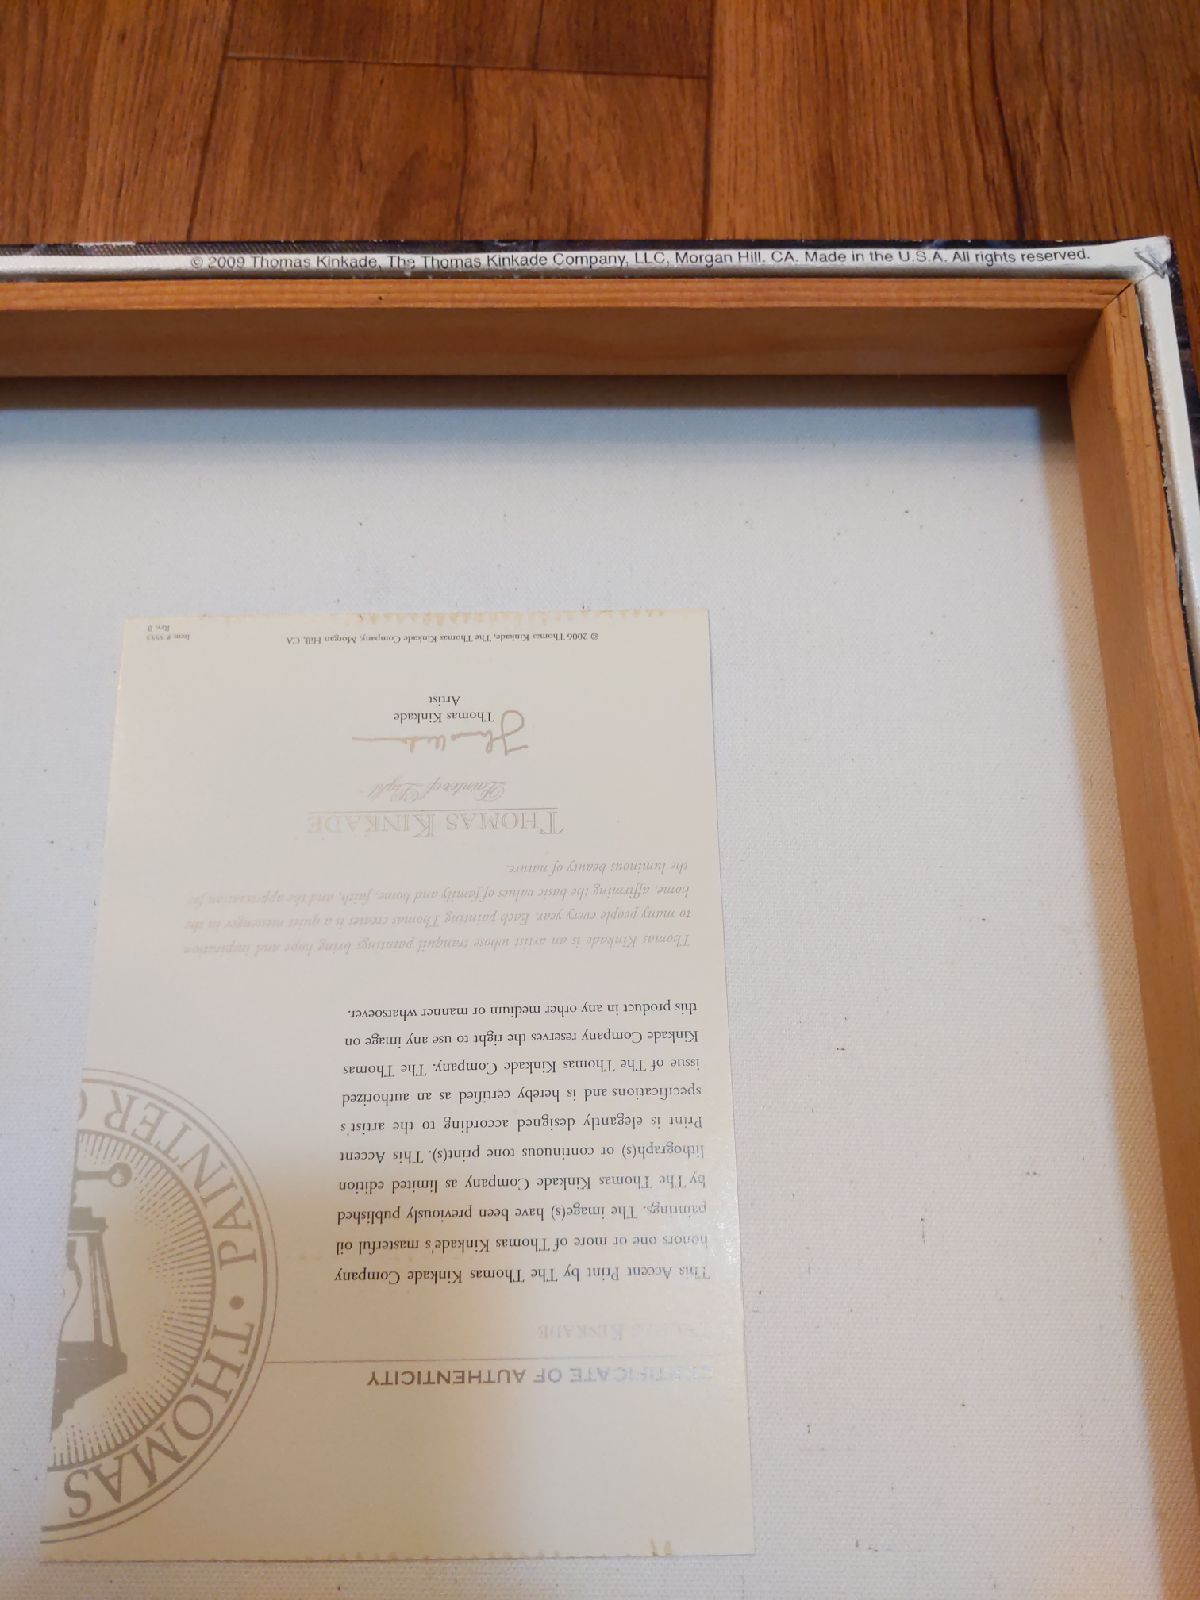 © 2009 Thomas Kinkade, The Thomas Kinkade Company, LLC, Morgan Hill, CA. Made in the U.S.A. All rights reserved.
CERTIFICATE OF AUTHENTICITY
THOMAS KINKADE
This Accent Print by The Thomas Kinkade Company
honors one or more of Thomas Kinkade's masterful oil
paintings. The image(s) have been previously published
by The Thomas Kinkade Company as limited edition
lithograph(s) or continuous tone print(s). This Accent
Print is elegantly designed according to the artist's
specifications and is hereby certified as an authorized
issue of The Thomas Kinkade Company. The Thomas
Kinkade Company reserves the right to use any image on
this product in any other medium or manner whatsoever.
Thomas Kinkade is an artist whose tranquil paintings bring hope and inspiration
to many people every year. Each painting Thomas creates is a quiet messenger in the
home, affirming the basic values of family and home, faith, and the appreciation for
the luminous beauty of nature.
THOMAS KINKADE
Painter of Light
Thomas Kinkade
Artist
© 2006 Thomas Kinkade, The Thomas Kinkade Company, Morgan Hill, CA
Item #
Rev. B
THOMAS
• PAINTER O